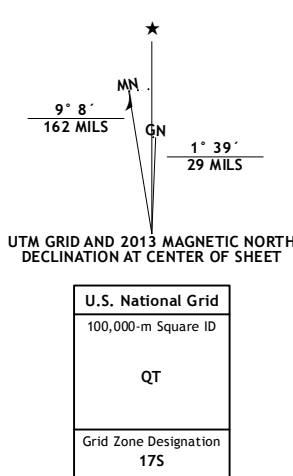 ★
MN
GN
9° 8´
162 MILS
1° 39´
29 MILS
UTM GRID AND 2013 MAGNETIC NORTH
DECLINATION AT CENTER OF SHEET
U.S. National Grid
100,000-m Square ID
QT
Grid Zone Designation
17S